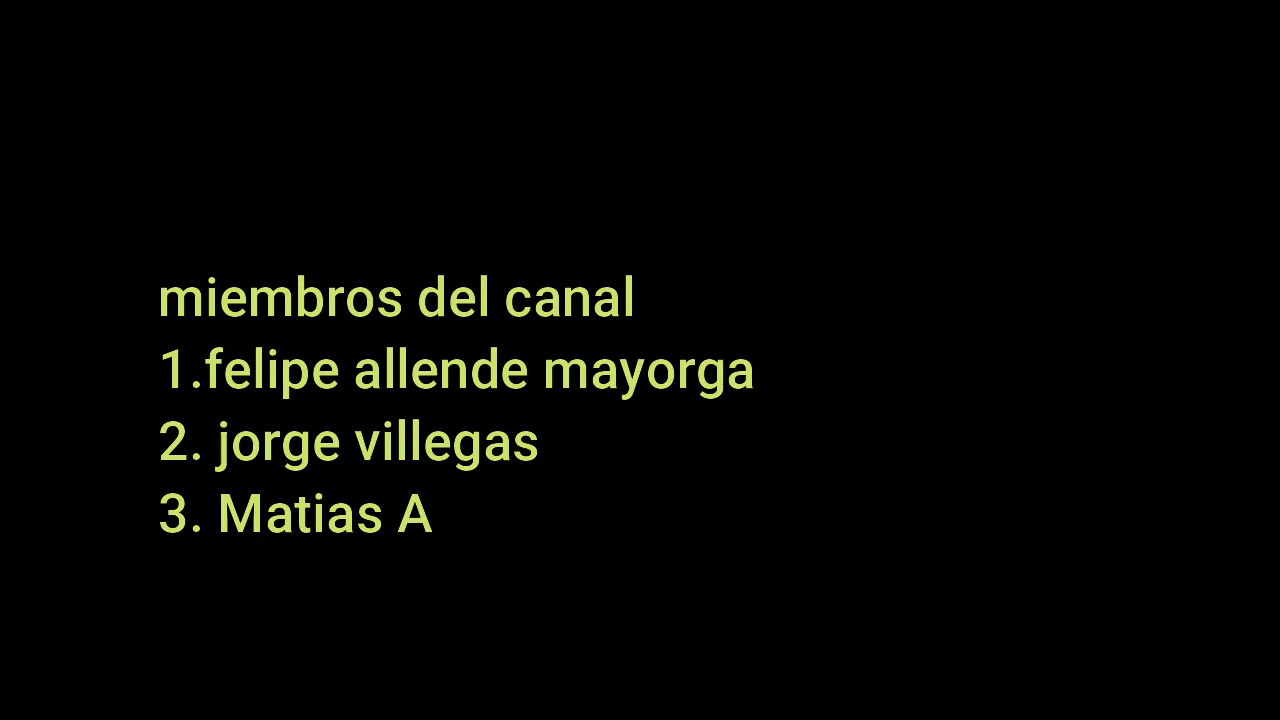 miembros del canal
1.felipe allende mayorga
2. jorge villegas
3. Matias A